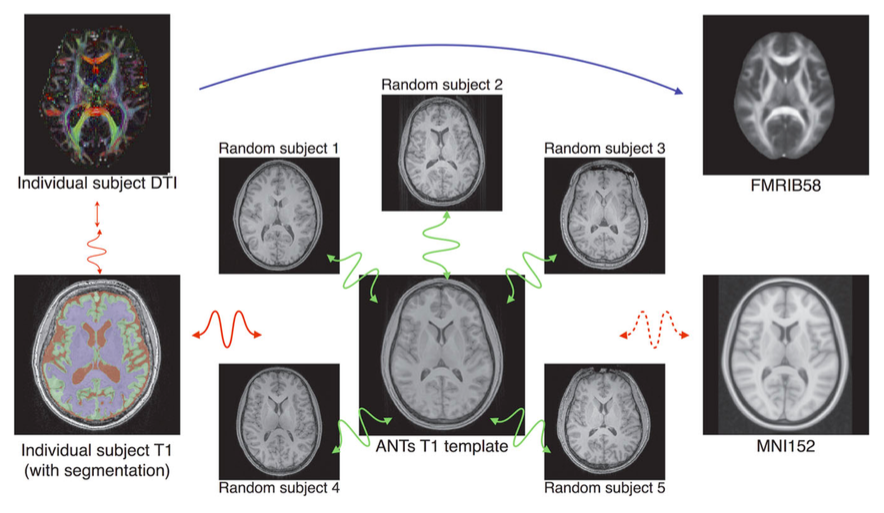 Random subject 2
Random subject 1
Random subject 3
Individual subject DTI
FMRIB58
Individual subject T1
(with segmentation)
ANTs T1 template
MNI152
Random subject 4
Random subject 5